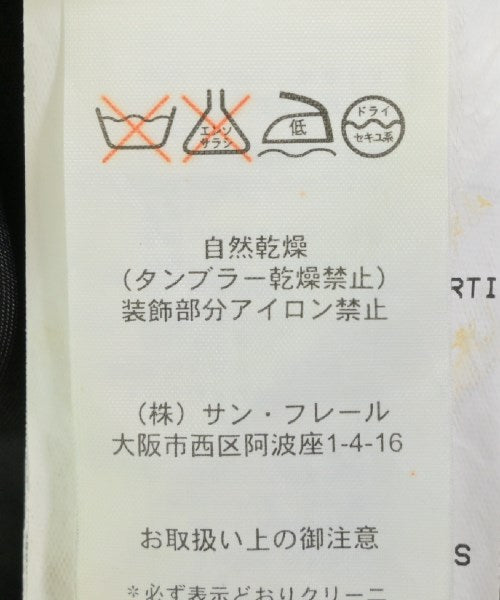 エンソ
サラシ
低
ドライ
セキユ系
自然乾燥
（タンブラー乾燥禁止）
装飾部分アイロン禁止
RTI
（株）サン・フレール
大阪市西区阿波座1-4-16
お取扱い上の御注意
S
＊必ず表示どおりクリーニ